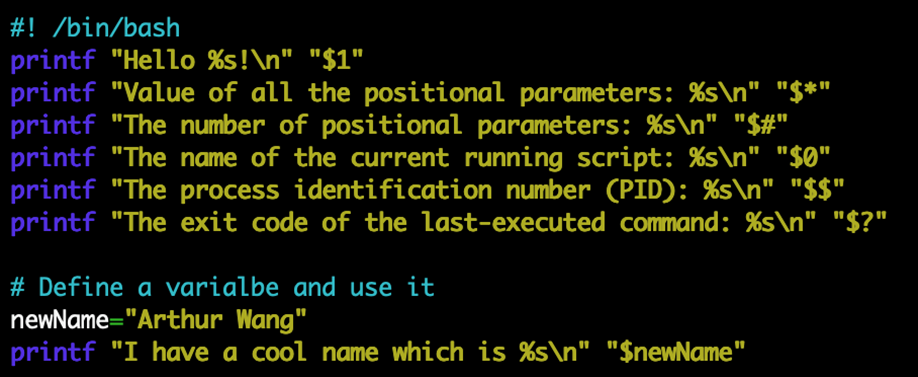 #! /bin/bash
printf "Hello %s!\n" "$1"
printf "Value of all the positional parameters: %s\n" "$*"
printf "The number of positional parameters: %s\n" "$#"
printf "The name of the current running script: %s\n" "$0"
printf "The process identification number (PID): %s\n" "$$"
printf "The exit code of the last-executed command: %s\n" "$?"
# Define a varialbe and use it
newName="Arthur Wang"
printf "I have a cool name which is %s\n" "$newName"